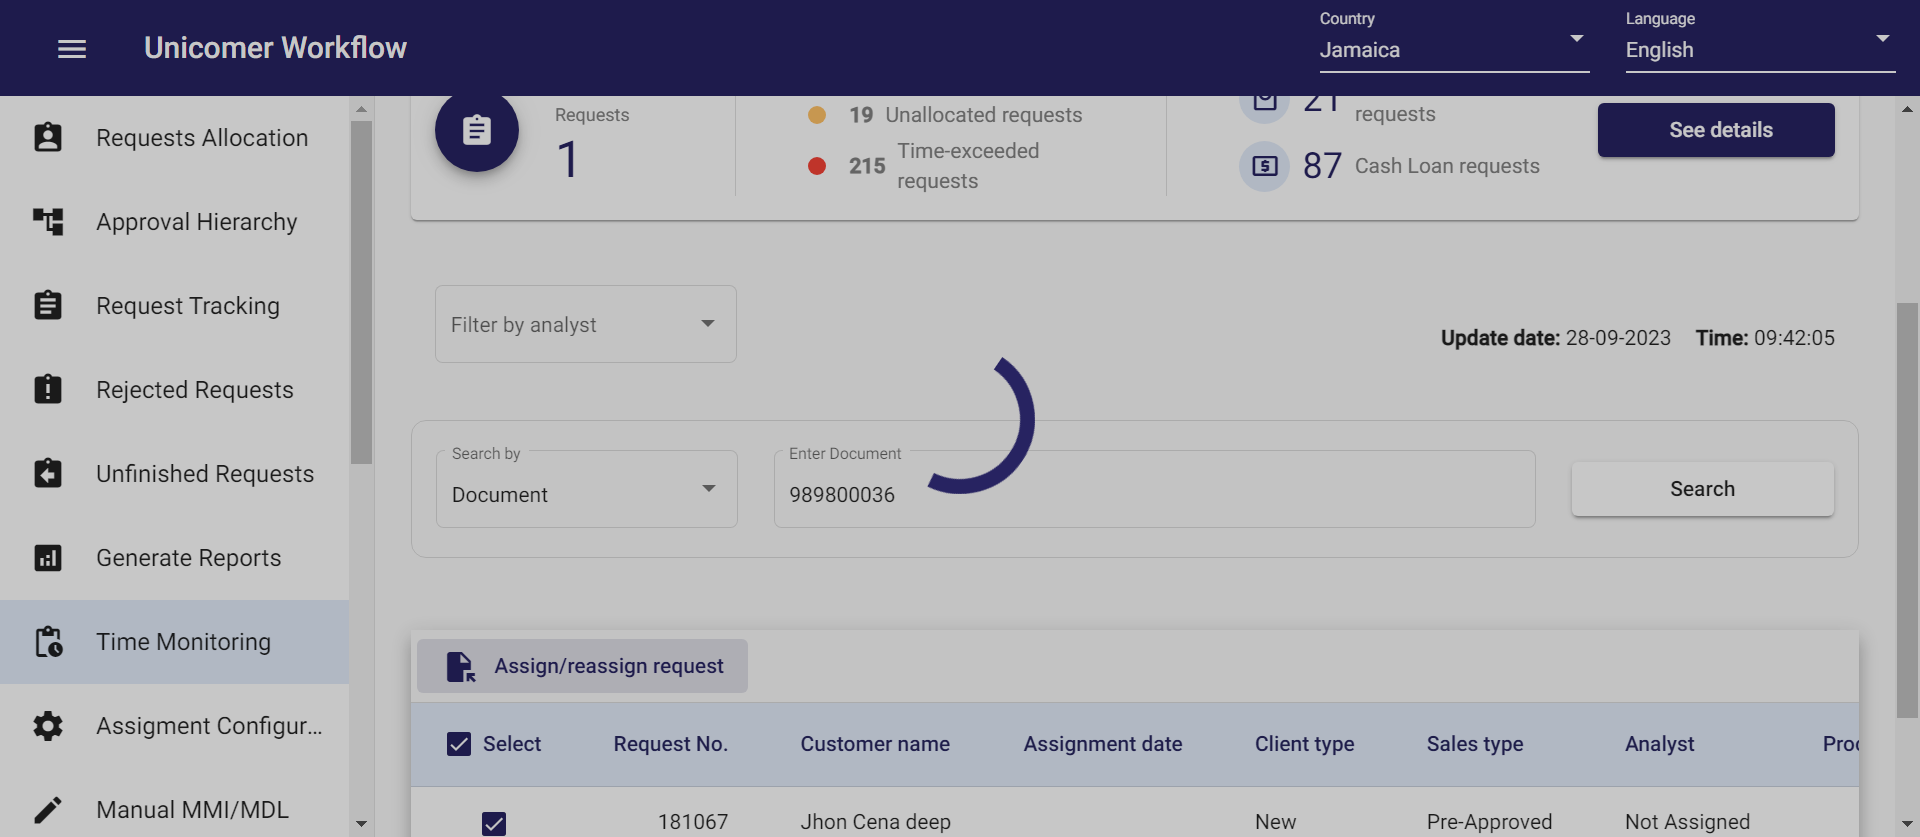 Unicomer Workflow
Country
Jamaica
Language
English
Requests Allocation
Approval Hierarchy
Request Tracking
Rejected Requests
Unfinished Requests
Generate Reports
Time Monitoring
Assigment Configur...
Manual MMI/MDL
Requests
1
19 Unallocated requests
215 Time-exceeded
requests
21
requests
87 Cash Loan requests
See details
Filter by analyst
Update date: 28-09-2023 Time: 09:42:05
Search by
Document
Enter Document
989800036
Search
Assign/reassign request
Select Request No. Customer name Assignment date Client type Sales type Analyst
181067 Jhon Cena deep New Pre-Approved Not Assigned